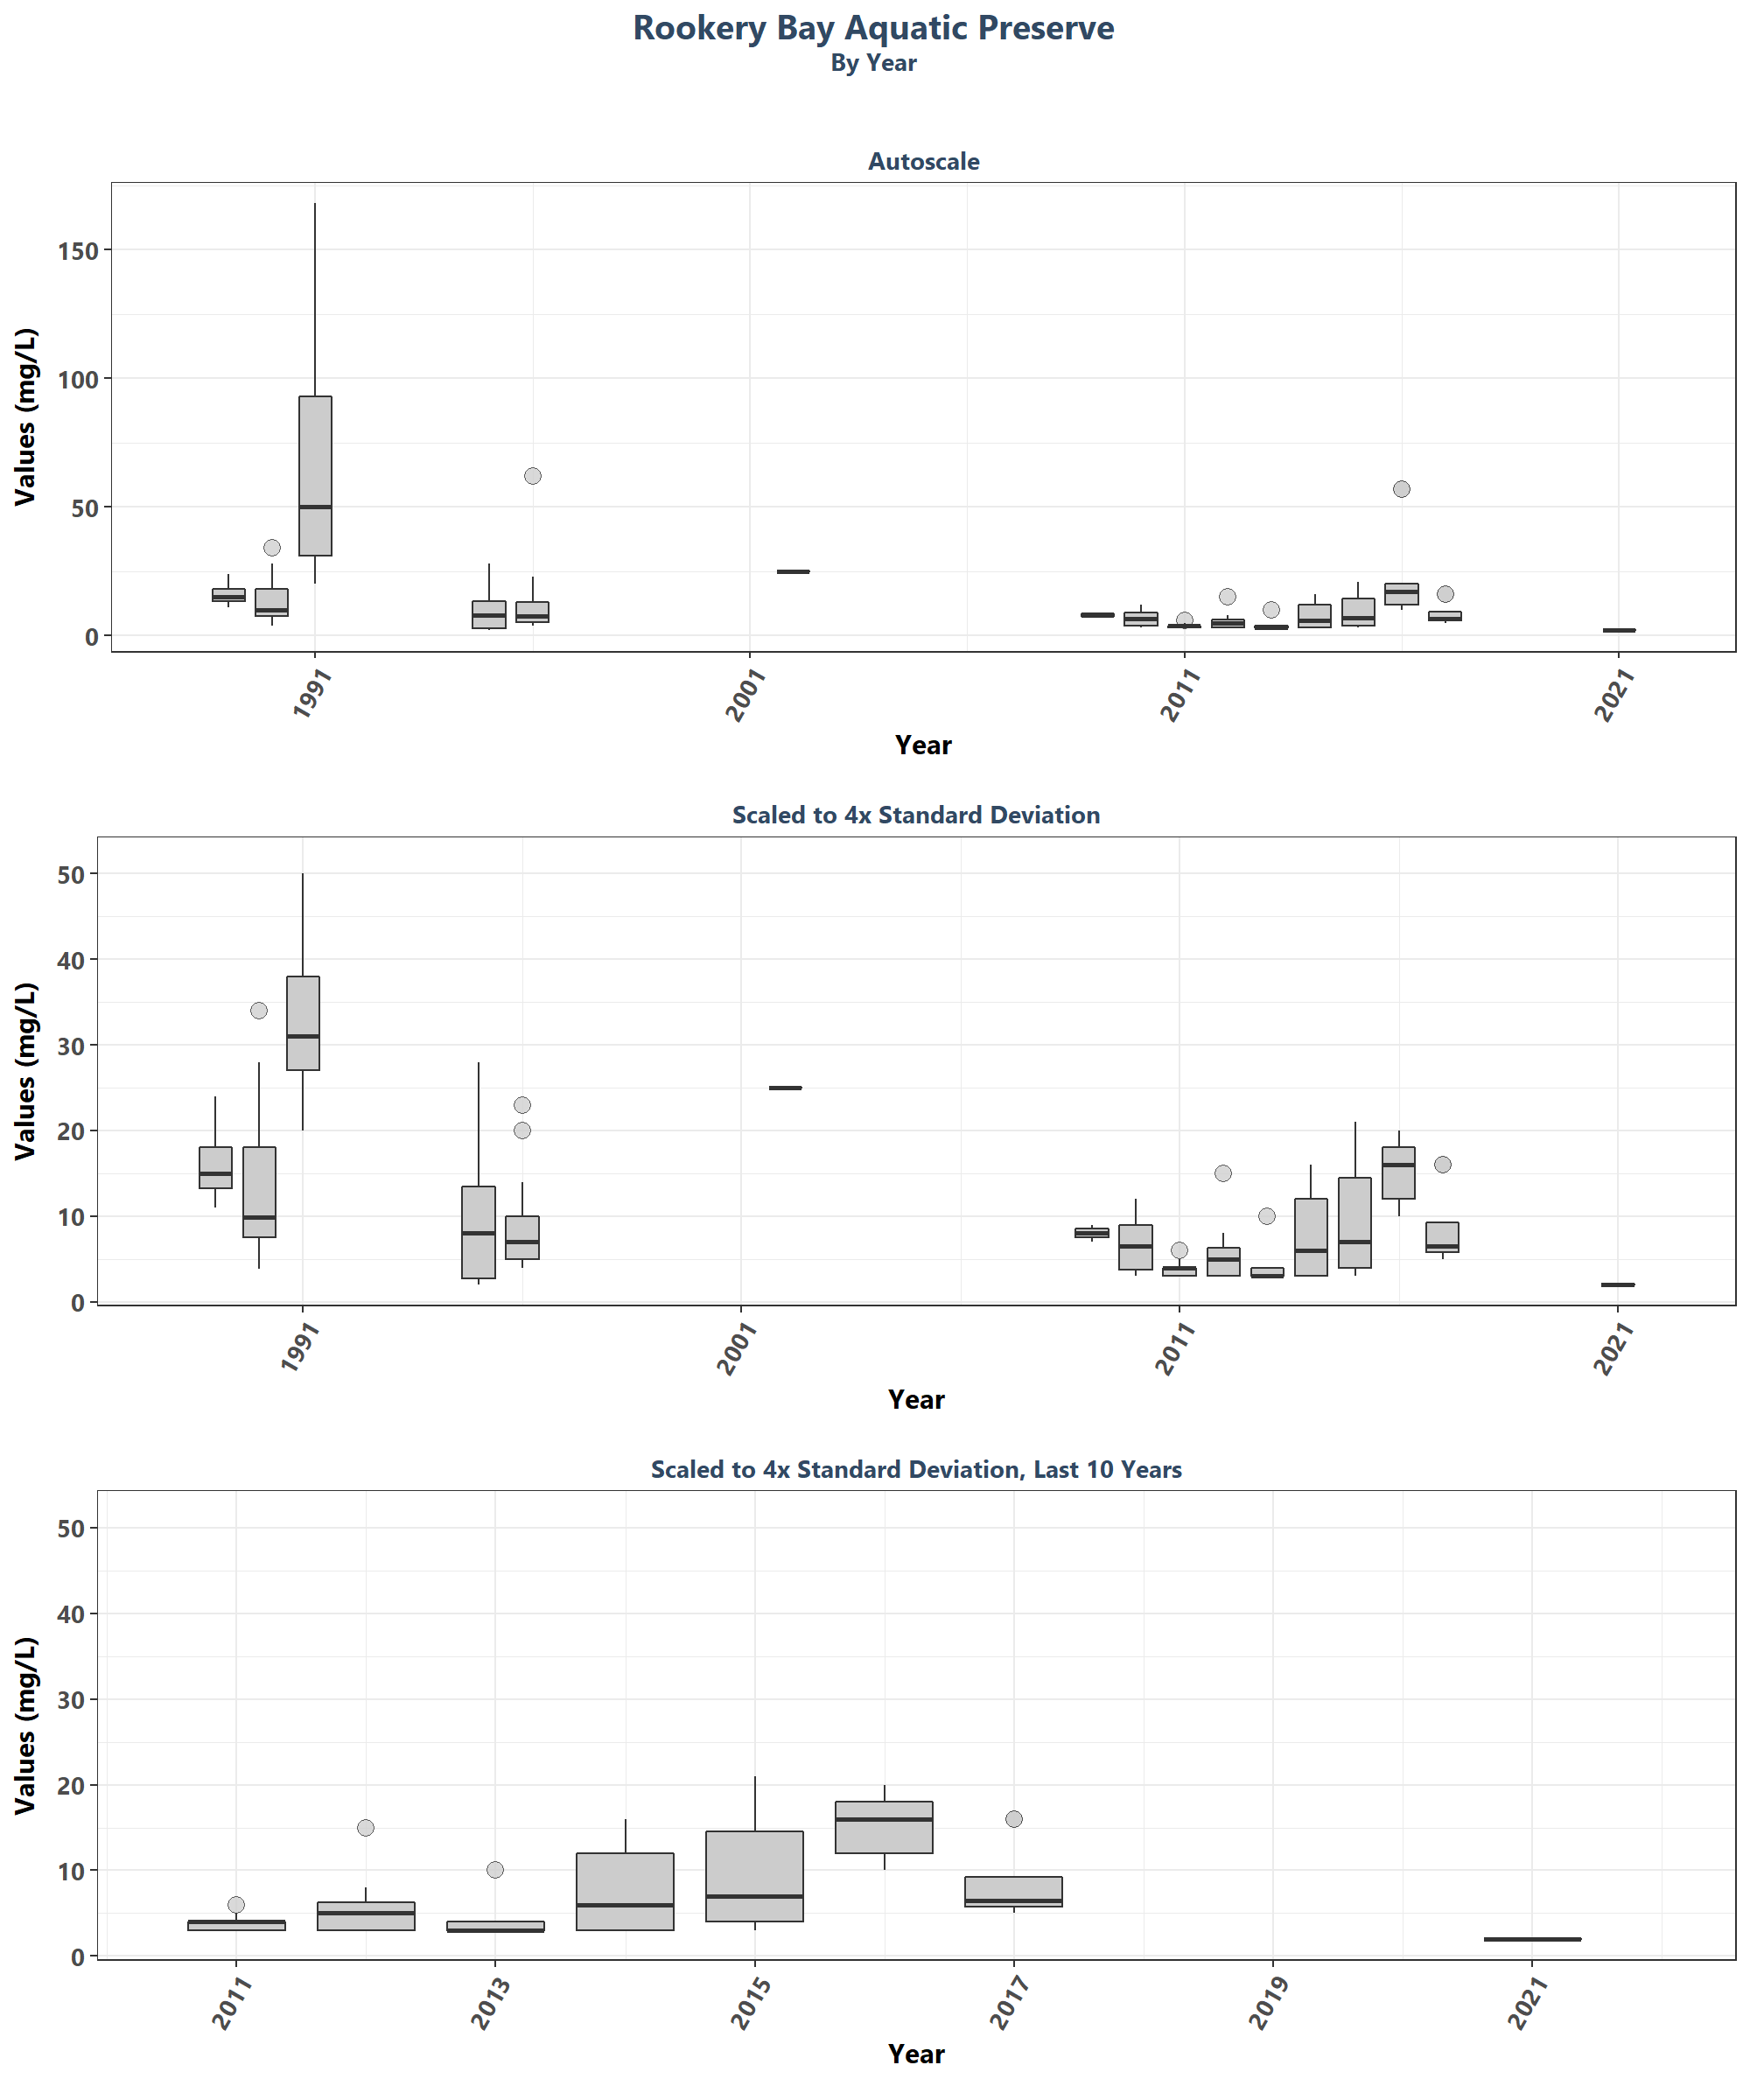 Rookery Bay Aquatic Preserve
By Year
Autoscale
Values (mg/L)
150
100
50
0
1991
2001
2011
2021
Year
Scaled to 4x Standard Deviation
Values (mg/L)
50
40
30
20
10
0
1991
2001
2011
2021
Year
Scaled to 4x Standard Deviation, Last 10 Years
Values (mg/L)
50
40
30
20
10
0
2011
2013
2015
2017
2019
2021
Year